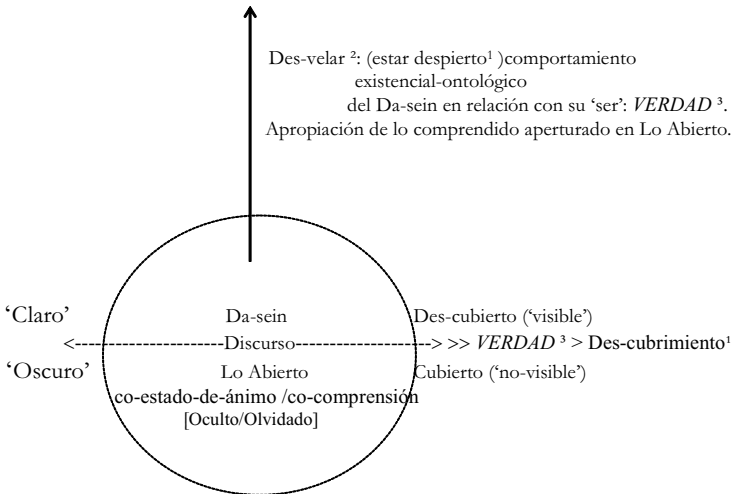 Des-velar ²: (estar despierto¹ )comportamiento
existencial-ontológico
del Da-sein en relación con su ‘ser’: VERDAD ³.
Apropiación de lo comprendido aperturado en Lo Abierto.
‘Claro’ Da-sein Des-cubierto (‘visible’)
<-----------------------Discurso---------------------> >> VERDAD ³ > Des-cubrimiento¹
‘Oscuro’ Lo Abierto Cubierto (‘no-visible’)
co-estado-de-ánimo /co-comprensión
[Oculto/Olvidado]